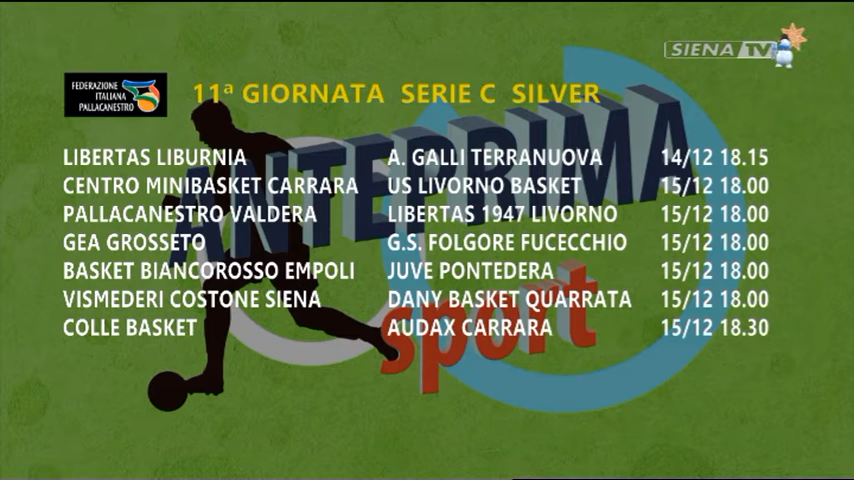 SIENA TV
FEDERAZIONE
ITALIANA
PALLACANESTRO
11ª GIORNATA SERIE C SILVER
ANTEPRIMA
sport
LIBERTAS LIBURNIA A. GALLI TERRANUOVA 14/12 18.15
CENTRO MINIBASKET CARRARA US LIVORNO BASKET 15/12 18.00
PALLACANESTRO VALDERA LIBERTAS 1947 LIVORNO 15/12 18.00
GEA GROSSETO G.S. FOLGORE FUCECCHIO 15/12 18.00
BASKET BIANCOROSSO EMPOLI JUVE PONTEDERA 15/12 18.00
VISMEDERI COSTONE SIENA DANY BASKET QUARRATA 15/12 18.00
COLLE BASKET AUDAX CARRARA 15/12 18.30